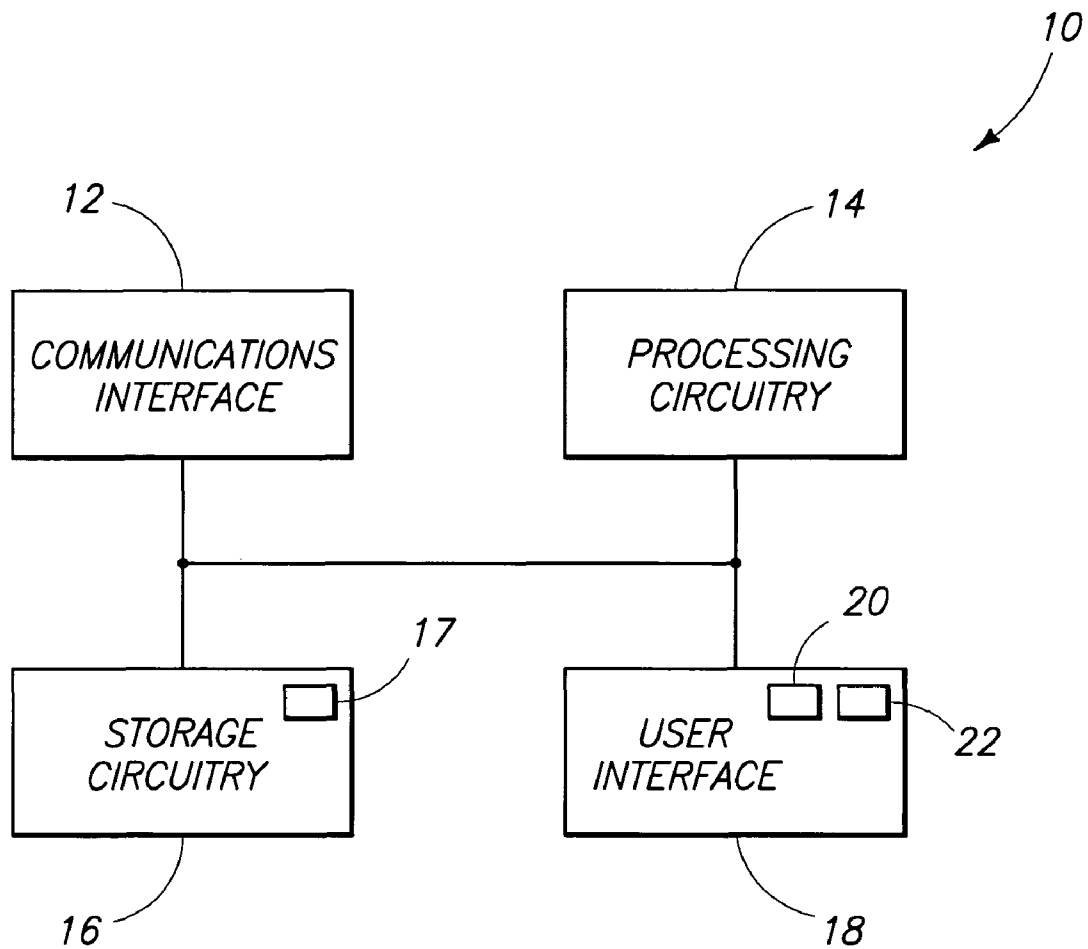 10
12
14
COMMUNICATIONS
INTERFACE
PROCESSING
CIRCUITRY
17
20
STORAGE
CIRCUITRY
USER
INTERFACE
22
16
18